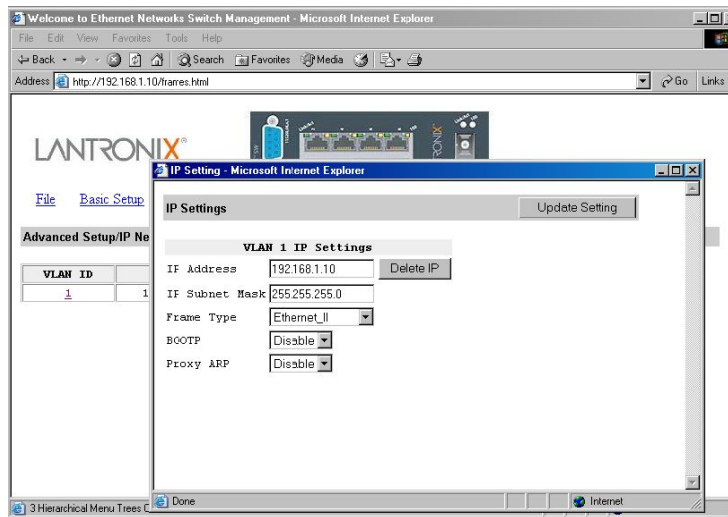 Welcome to Ethernet Networks Switch Management - Microsoft Internet Explorer
File Edit View Favorites Tools Help
Back Search Favorites Media
Address http://192.168.1.10/frames.html Go Links
LANTRONIX®
File Basic Setup
Advanced Setup/IP Ne
VLAN ID
1 1
IP Setting - Microsoft Internet Explorer
IP Settings Update Setting
VLAN 1 IP Settings
IP Address 192.168.1.10 Delete IP
IP Subnet Mask 255.255.255.0
Frame Type Ethernet_II
BOOTP Disable
Proxy ARP Disable
Done Internet
3 Hierarchical Menu Trees